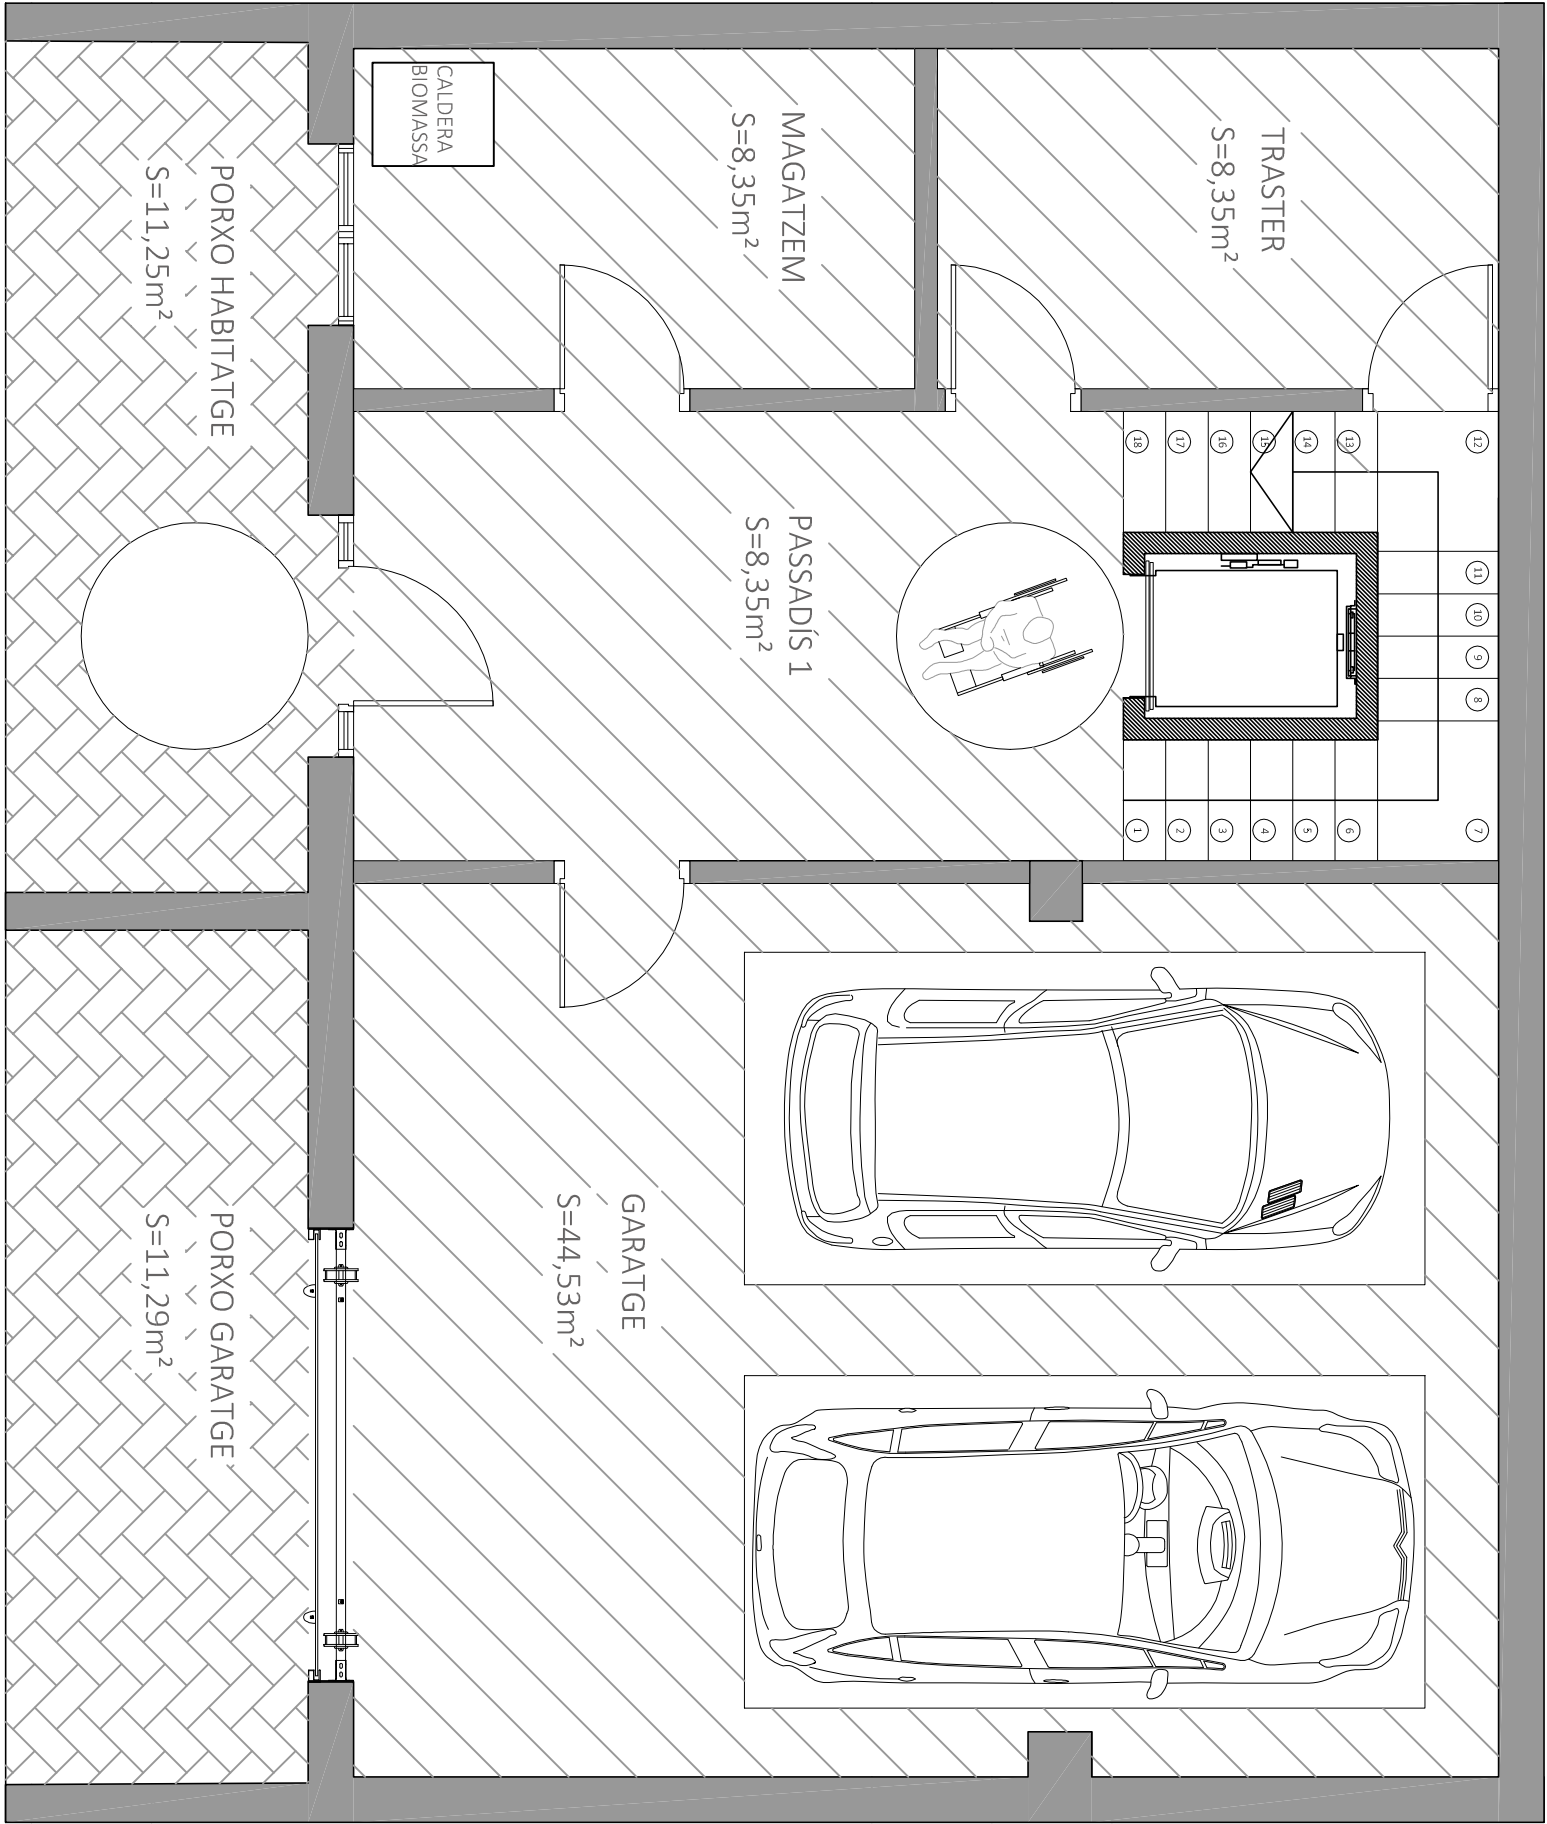 CALDERA
BIOMASSA
MAGATZEM
S=8,35m²
TRASTER
S=8,35m²
PORXO HABITATGE
S=11,25m²
PASSADÍS 1
S=8,35m²
18
17
16
15
14
13
12
11
10
9
8
7
6
5
4
3
2
1
GARATGE
S=44,53m²
PORXO GARATGE
S=11,29m²